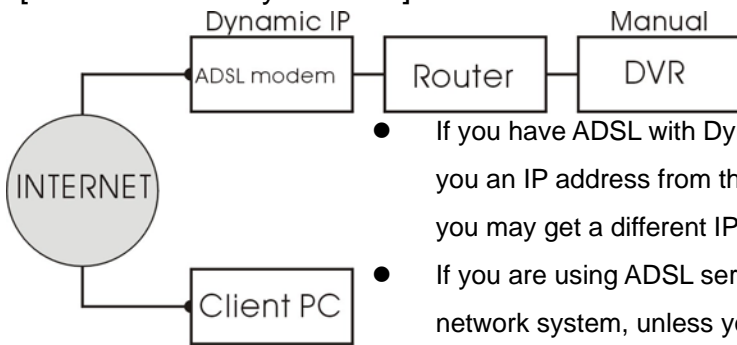 Dynamic IP
Manual
ADSL modem
Router
DVR
INTERNET
Client PC
● If you have ADSL with Dy
you an IP address from th
you may get a different IP
● If you are using ADSL ser
network system, unless y